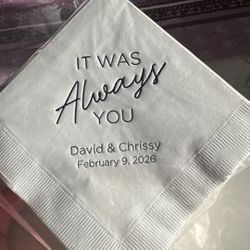 IT WAS
Always
YOU
David & Chrissy
February 9, 2026